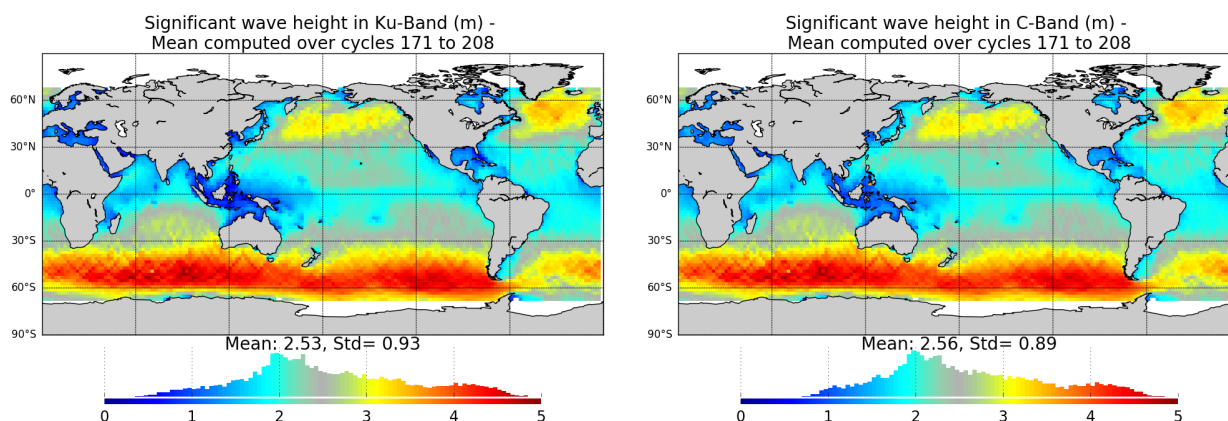 Significant wave height in Ku-Band (m) -
Mean computed over cycles 171 to 208
60°N
30°N
0°
30°S
60°S
90°S
Mean: 2.53, Std= 0.93
0 1 2 3 4 5
Significant wave height in C-Band (m) -
Mean computed over cycles 171 to 208
60°N
30°N
0°
30°S
60°S
90°S
Mean: 2.56, Std= 0.89
0 1 2 3 4 5